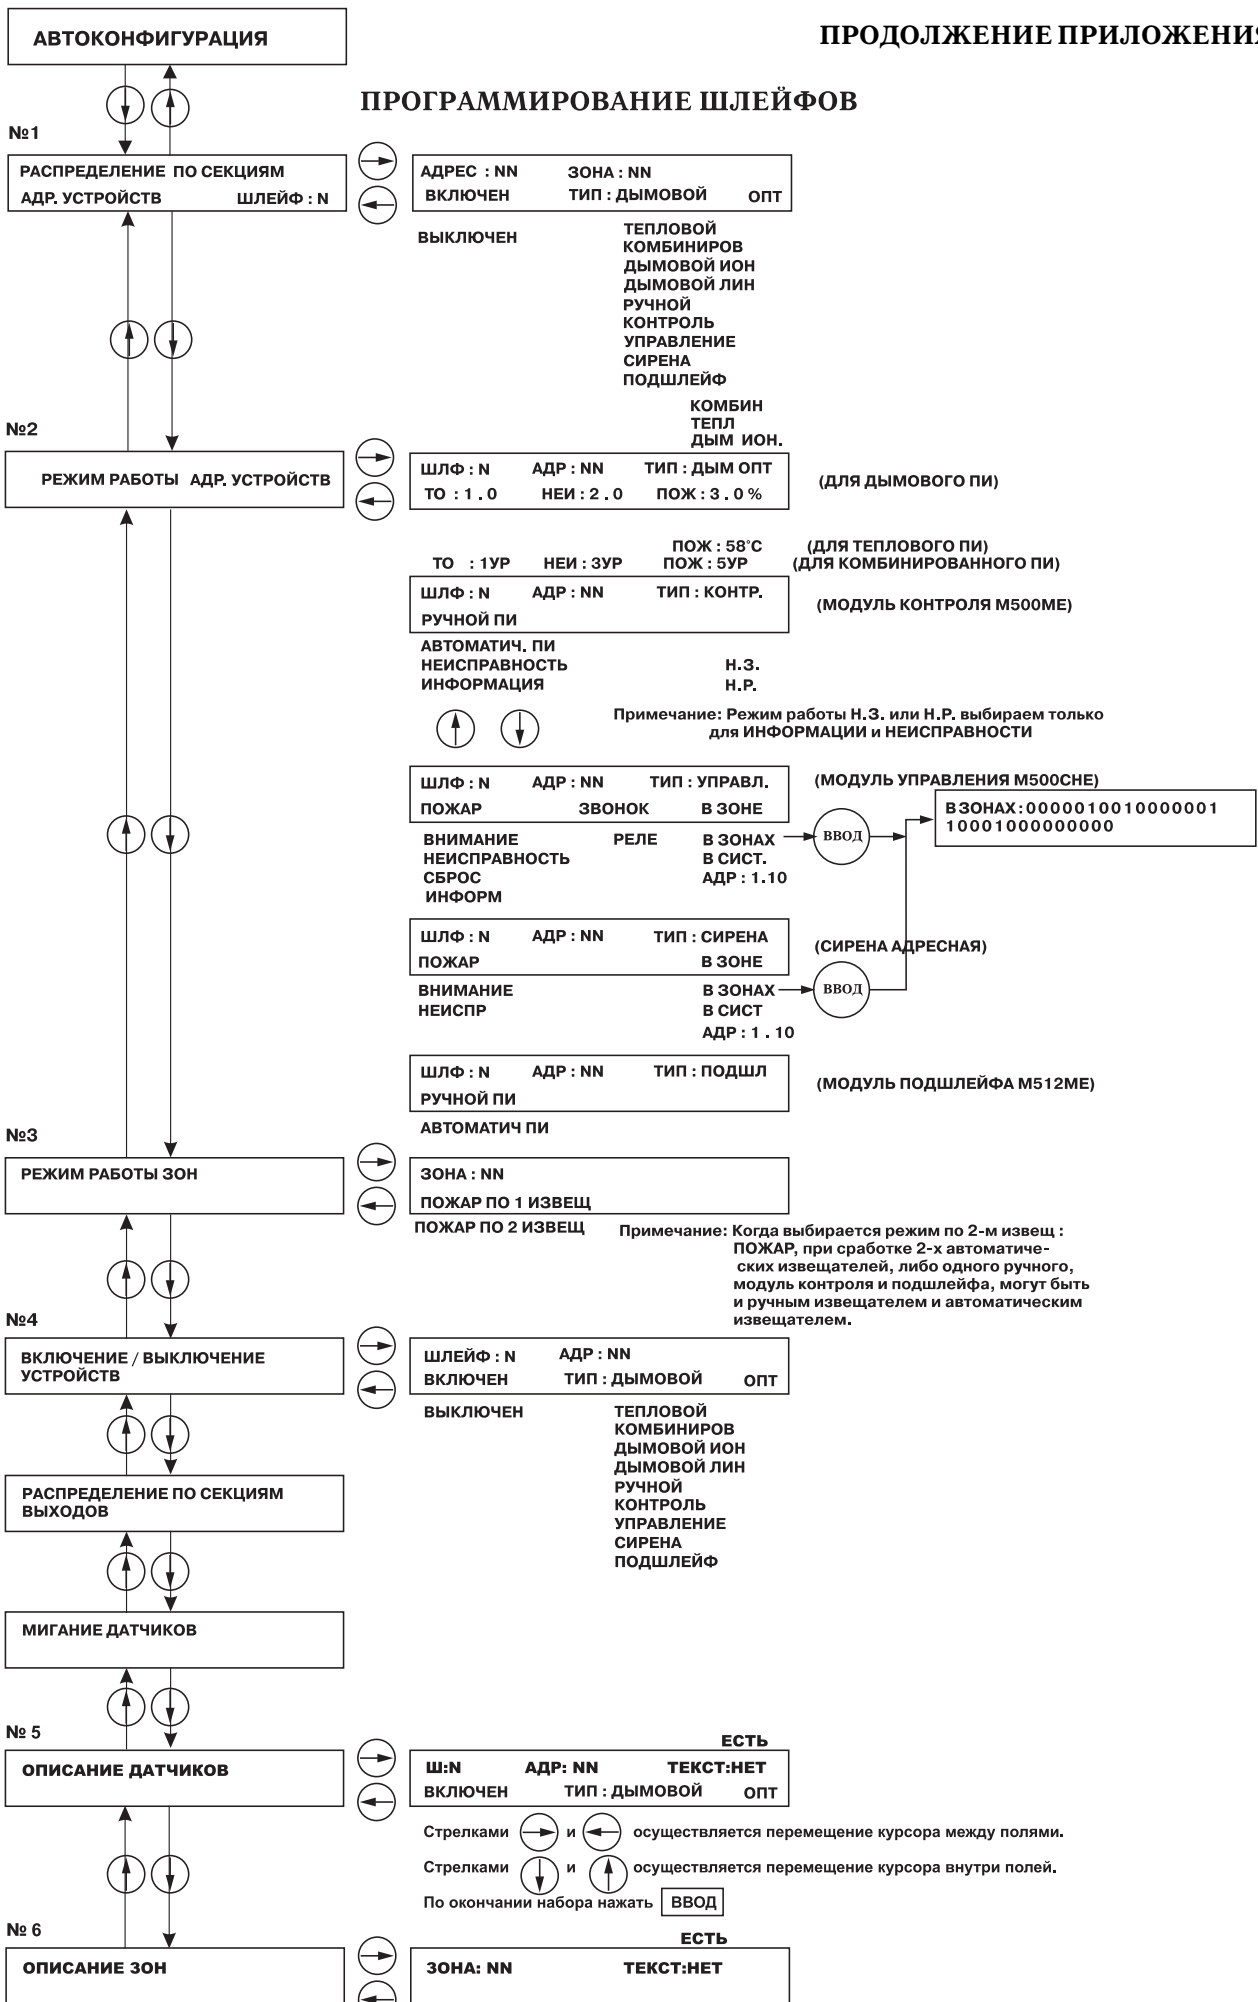 АВТОКОНФИГУРАЦИЯ
ПРОДОЛЖЕНИЕ ПРИЛОЖЕНИЯ
ПРОГРАММИРОВАНИЕ ШЛЕЙФОВ
№1
РАСПРЕДЕЛЕНИЕ ПО СЕКЦИЯМ
АДР. УСТРОЙСТВ ШЛЕЙФ : N
АДРЕС : NN ЗОНА : NN
ВКЛЮЧЕН ТИП : ДЫМОВОЙ ОПТ
ВЫКЛЮЧЕН
ТЕПЛОВОЙ
КОМБИНИРОВ
ДЫМОВОЙ ИОН
ДЫМОВОЙ ЛИН
РУЧНОЙ
КОНТРОЛЬ
УПРАВЛЕНИЕ
СИРЕНА
ПОДШЛЕЙФ
КОМБИН
ТЕПЛ
ДЫМ ИОН.
№2
РЕЖИМ РАБОТЫ АДР. УСТРОЙСТВ
ШЛФ : N АДР : NN ТИП : ДЫМ ОПТ
ТО : 1 . 0 НЕИ : 2 . 0 ПОЖ : 3 . 0 %
(ДЛЯ ДЫМОВОГО ПИ)
ПОЖ : 58°С (ДЛЯ ТЕПЛОВОГО ПИ)
ТО : 1УР НЕИ : 3УР ПОЖ : 5УР (ДЛЯ КОМБИНИРОВАННОГО ПИ)
ШЛФ : N АДР : NN ТИП : КОНТР.
РУЧНОЙ ПИ
(МОДУЛЬ КОНТРОЛЯ М500МЕ)
АВТОМАТИЧ. ПИ
НЕИСПРАВНОСТЬ Н.З.
ИНФОРМАЦИЯ Н.Р.
Примечание: Режим работы Н.З. или Н.Р. выбираем только
для ИНФОРМАЦИИ и НЕИСПРАВНОСТИ
ШЛФ : N АДР : NN ТИП : УПРАВЛ.
ПОЖАР ЗВОНОК В ЗОНЕ
(МОДУЛЬ УПРАВЛЕНИЯ М500СНЕ)
ВНИМАНИЕ РЕЛЕ В ЗОНАХ
НЕИСПРАВНОСТЬ В СИСТ.
СБРОС АДР : 1.10
ИНФОРМ
ВВОД
В ЗОНАХ : 0000010010000001
10001000000000
ШЛФ : N АДР : NN ТИП : СИРЕНА
ПОЖАР В ЗОНЕ
(СИРЕНА АДРЕСНАЯ)
ВНИМАНИЕ В ЗОНАХ
НЕИСПР В СИСТ
АДР : 1 . 10
ВВОД
ШЛФ : N АДР : NN ТИП : ПОДШЛ
РУЧНОЙ ПИ
(МОДУЛЬ ПОДШЛЕЙФА М512МЕ)
АВТОМАТИЧ ПИ
№3
РЕЖИМ РАБОТЫ ЗОН
ЗОНА : NN
ПОЖАР ПО 1 ИЗВЕЩ
ПОЖАР ПО 2 ИЗВЕЩ
Примечание: Когда выбирается режим по 2-м извещ :
ПОЖАР, при сработке 2-х автоматиче-
ских извещателей, либо одного ручного,
модуль контроля и подшлейфа, могут быть
и ручным извещателем и автоматическим
извещателем.
№4
ВКЛЮЧЕНИЕ / ВЫКЛЮЧЕНИЕ
УСТРОЙСТВ
ШЛЕЙФ : N АДР : NN
ВКЛЮЧЕН ТИП : ДЫМОВОЙ ОПТ
ВЫКЛЮЧЕН
ТЕПЛОВОЙ
КОМБИНИРОВ
ДЫМОВОЙ ИОН
ДЫМОВОЙ ЛИН
РУЧНОЙ
КОНТРОЛЬ
УПРАВЛЕНИЕ
СИРЕНА
ПОДШЛЕЙФ
РАСПРЕДЕЛЕНИЕ ПО СЕКЦИЯМ
ВЫХОДОВ
МИГАНИЕ ДАТЧИКОВ
№ 5
ОПИСАНИЕ ДАТЧИКОВ
ЕСТЬ
Ш:N АДР: NN ТЕКСТ:НЕТ
ВКЛЮЧЕН ТИП : ДЫМОВОЙ ОПТ
Стрелками и осуществляется перемещение курсора между полями.
Стрелками и осуществляется перемещение курсора внутри полей.
По окончании набора нажать ВВОД
№ 6
ОПИСАНИЕ ЗОН
ЕСТЬ
ЗОНА: NN ТЕКСТ:НЕТ